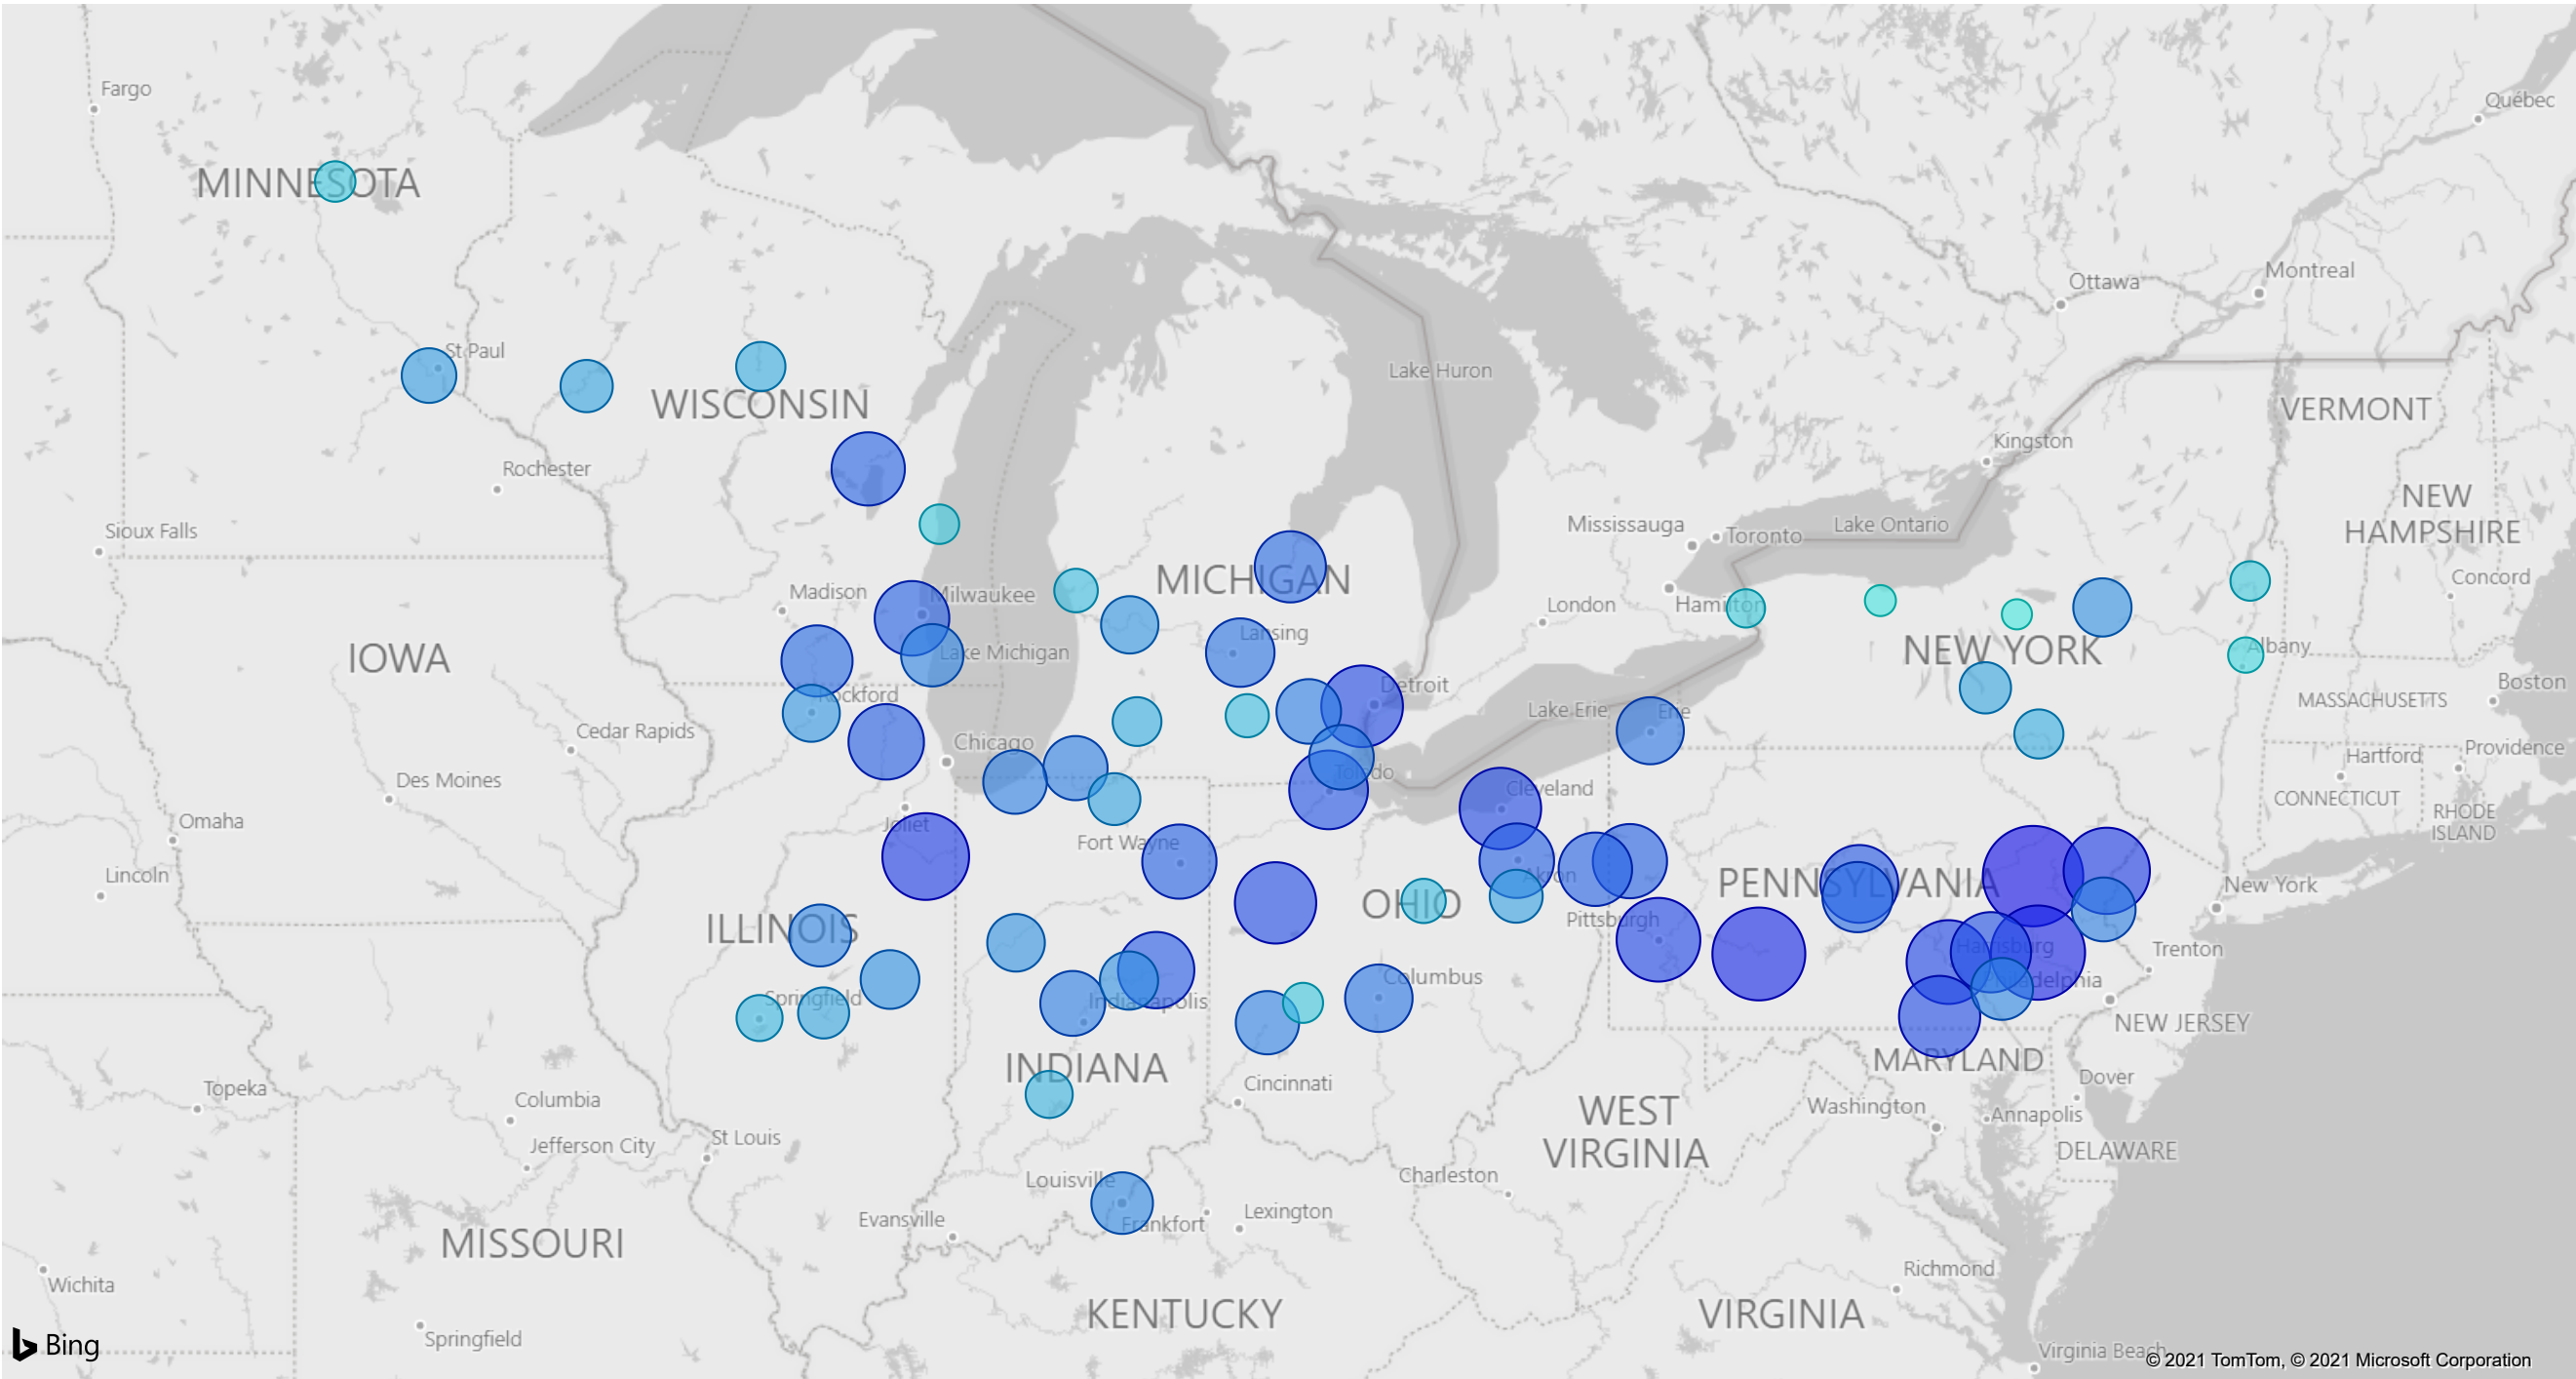 Fargo
Québec
MINNESOTA
Montreal
Ottawa
St Paul
Lake Huron
WISCONSIN
VERMONT
Kingston
Rochester
NEW
HAMPSHIRE
Sioux Falls
Mississauga
Toronto
Lake Ontario
MICHIGAN
Concord
Madison
Milwaukee
London
Hamilton
Lansing
Albany
NEW YORK
Lake Michigan
IOWA
Boston
Detroit
Rockford
MASSACHUSETTS
Lake Erie
Erie
Cedar Rapids
Chicago
Providence
Hartford
Toledo
Des Moines
Cleveland
CONNECTICUT
RHODE
ISLAND
Omaha
Joliet
Fort Wayne
Lincoln
Akron
PENNSYLVANIA
New York
OHIO
Pittsburgh
ILLINOIS
Harrisburg
Trenton
Columbus
Philadelphia
Springfield
Indianapolis
NEW JERSEY
MARYLAND
INDIANA
Cincinnati
Dover
Topeka
Columbia
Washington
Annapolis
WEST
VIRGINIA
St Louis
Jefferson City
DELAWARE
Charleston
Louisville
Frankfort
Lexington
Evansville
MISSOURI
Richmond
Wichita
KENTUCKY
VIRGINIA
Springfield
Bing
Virginia Beach
© 2021 TomTom, © 2021 Microsoft Corporation